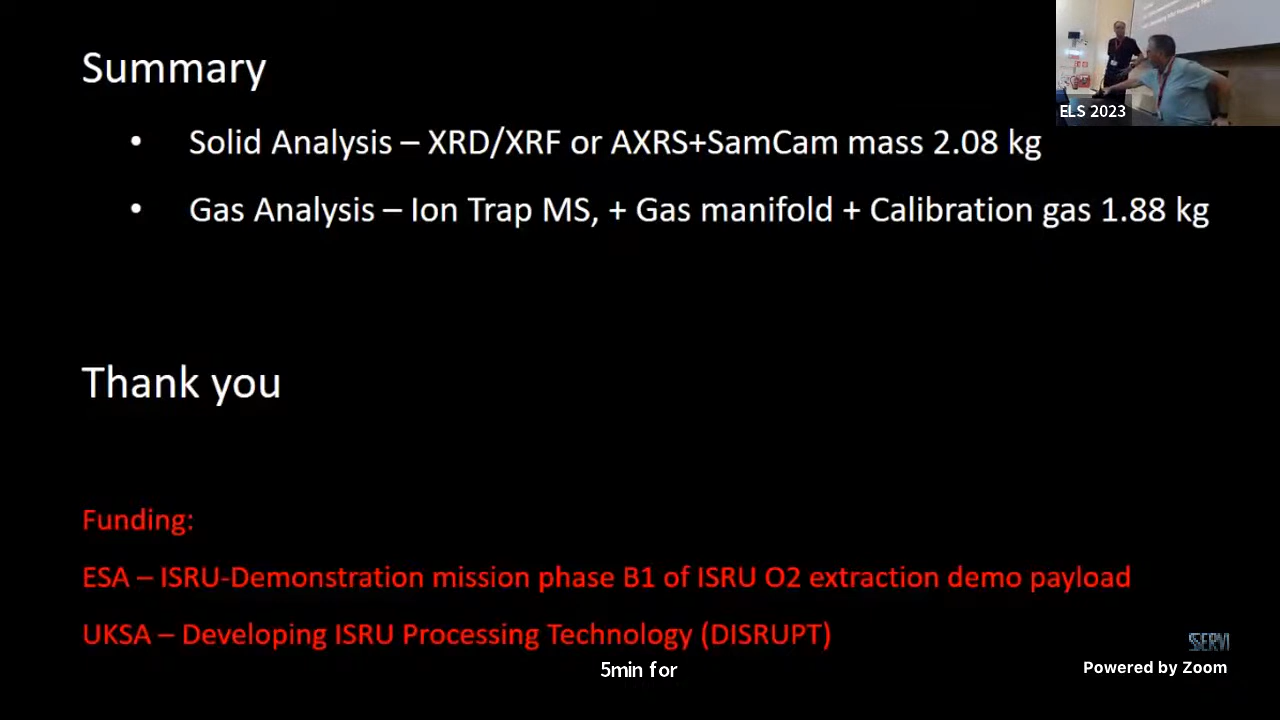 Summary
• Solid Analysis – XRD/XRF or AXRS+SamCam mass 2.08 kg
• Gas Analysis – Ion Trap MS, + Gas manifold + Calibration gas 1.88 kg
Thank you
Funding:
ESA – ISRU-Demonstration mission phase B1 of ISRU O2 extraction demo payload
UKSA – Developing ISRU Processing Technology (DISRUPT)
5min for
ELS 2023
Powered by Zoom